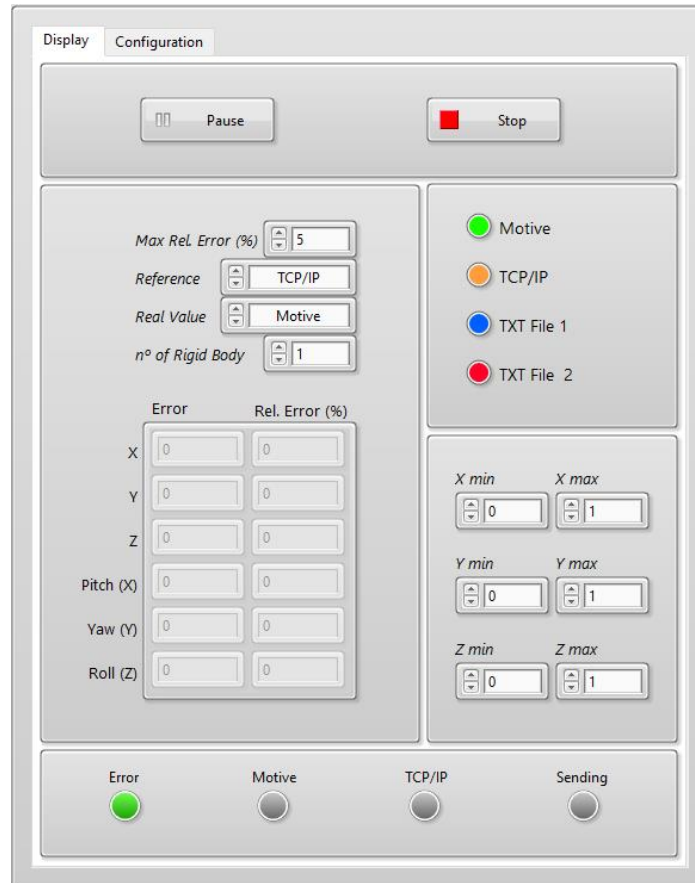 Display Configuration
Pause Stop
Max Rel. Error (%) 5
Reference TCP/IP
Real Value Motive
nº of Rigid Body 1
Error Rel. Error (%)
X 0 0
Y 0 0
Z 0 0
Pitch (X) 0 0
Yaw (Y) 0 0
Roll (Z) 0 0
Motive
TCP/IP
TXT File 1
TXT File 2
X min X max
0 1
Y min Y max
0 1
Z min Z max
0 1
Error Motive TCP/IP Sending